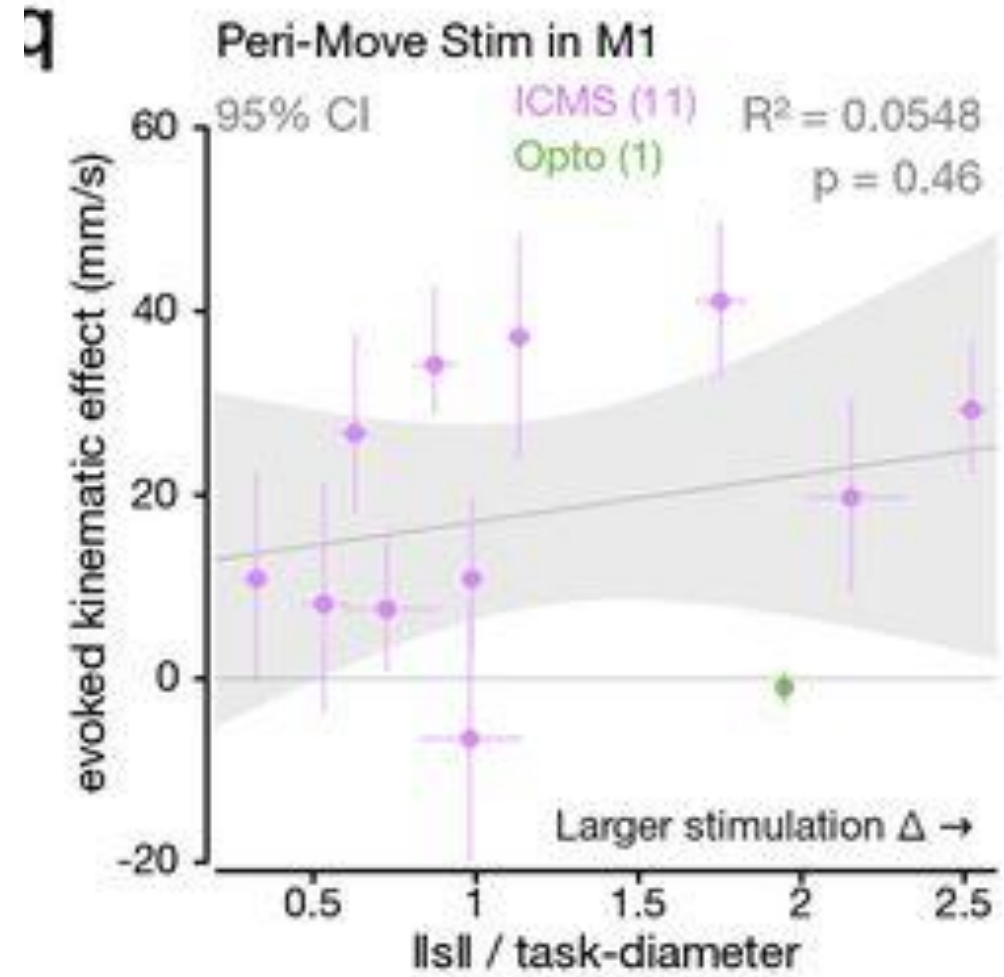 q
Peri-Move Stim in M1
95% CI
ICMS (11)
Opto (1)
R² = 0.0548
p = 0.46
evoked kinematic effect (mm/s)
60
40
20
0
-20
Larger stimulation Δ →
0.5 1 1.5 2 2.5
‖s‖ / task-diameter